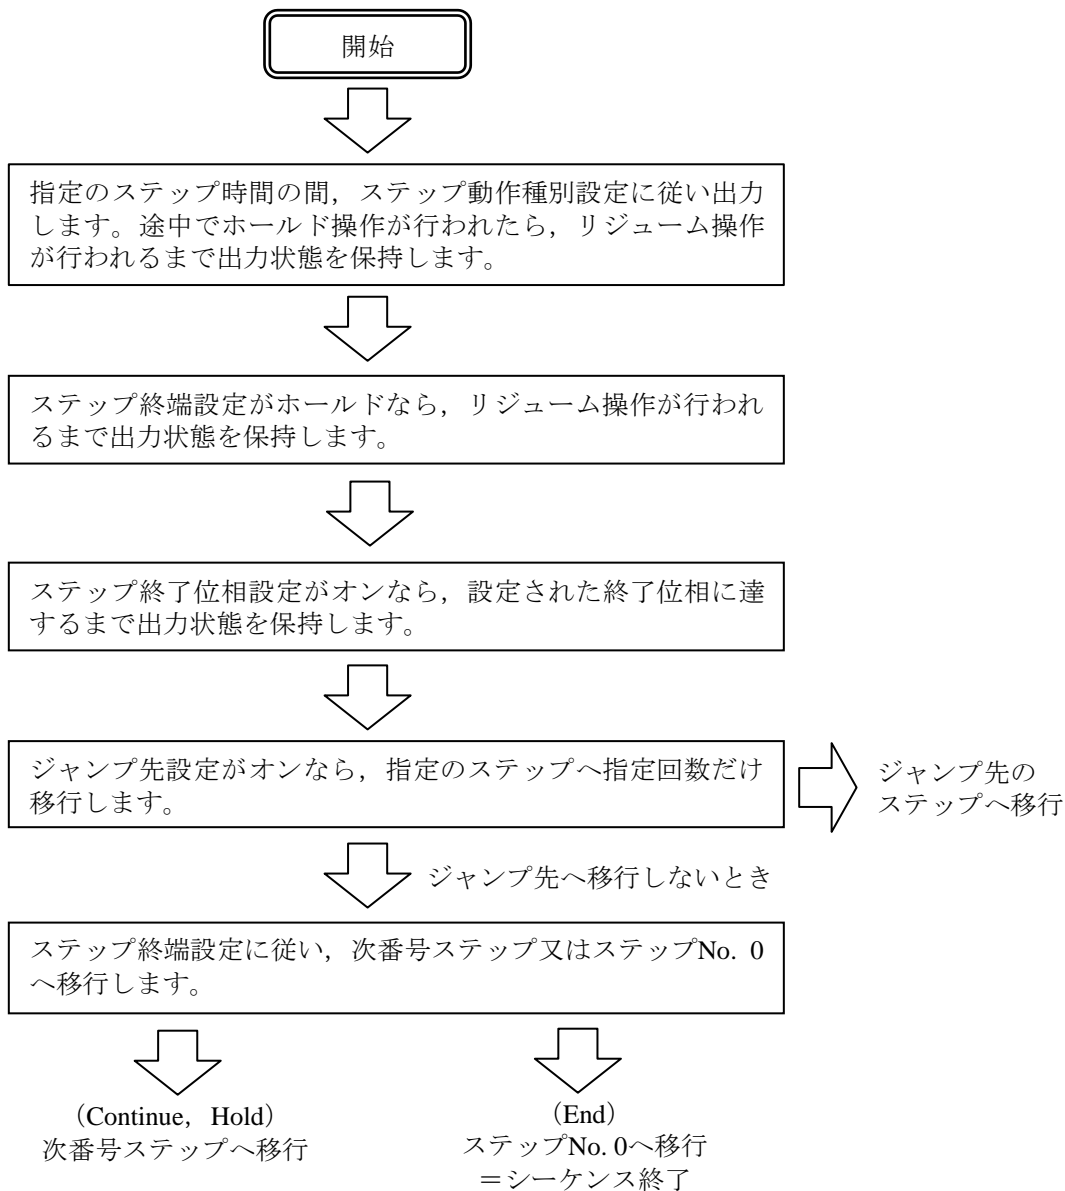 開始
指定のステップ時間の間，ステップ動作種別設定に従い出力
します。途中でホールド操作が行われたら，リジューム操作
が行われるまで出力状態を保持します。
ステップ終端設定がホールドなら，リジューム操作が行われ
るまで出力状態を保持します。
ステップ終了位相設定がオンなら，設定された終了位相に達
するまで出力状態を保持します。
ジャンプ先設定がオンなら，指定のステップへ指定回数だけ
移行します。
ジャンプ先の
ステップへ移行
ジャンプ先へ移行しないとき
ステップ終端設定に従い，次番号ステップ又はステップNo. 0
へ移行します。
（Continue，Hold）
次番号ステップへ移行
（End）
ステップNo. 0へ移行
＝シーケンス終了